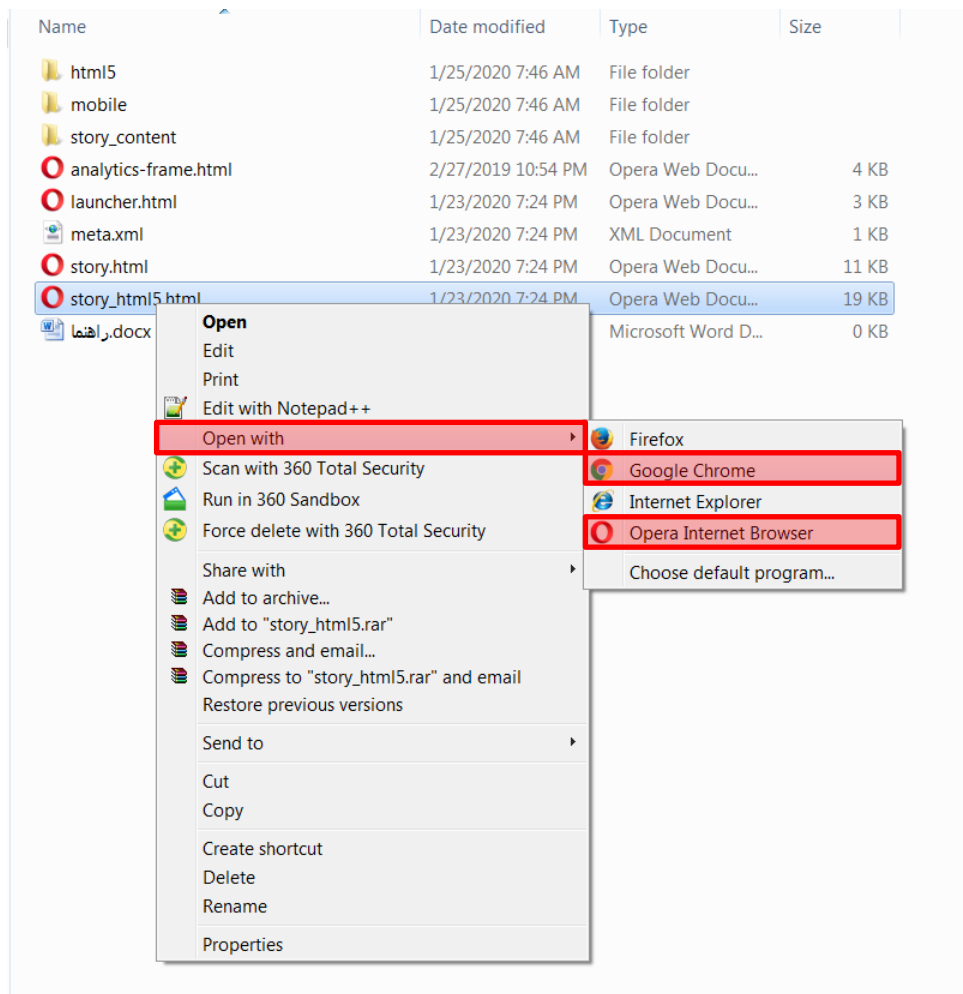 Name Date modified Type Size
html5 1/25/2020 7:46 AM File folder
mobile 1/25/2020 7:46 AM File folder
story_content 1/25/2020 7:46 AM File folder
analytics-frame.html 2/27/2019 10:54 PM Opera Web Docu... 4 KB
launcher.html 1/23/2020 7:24 PM Opera Web Docu... 3 KB
meta.xml 1/23/2020 7:24 PM XML Document 1 KB
story.html 1/23/2020 7:24 PM Opera Web Docu... 11 KB
story_html5.html 1/23/2020 7:24 PM Opera Web Docu... 19 KB
راهنما.docx Microsoft Word D... 0 KB
Open
Edit
Print
Edit with Notepad++
Open with
Firefox
Google Chrome
Internet Explorer
Opera Internet Browser
Choose default program...
Scan with 360 Total Security
Run in 360 Sandbox
Force delete with 360 Total Security
Share with
Add to archive...
Add to "story_html5.rar"
Compress and email...
Compress to "story_html5.rar" and email
Restore previous versions
Send to
Cut
Copy
Create shortcut
Delete
Rename
Properties